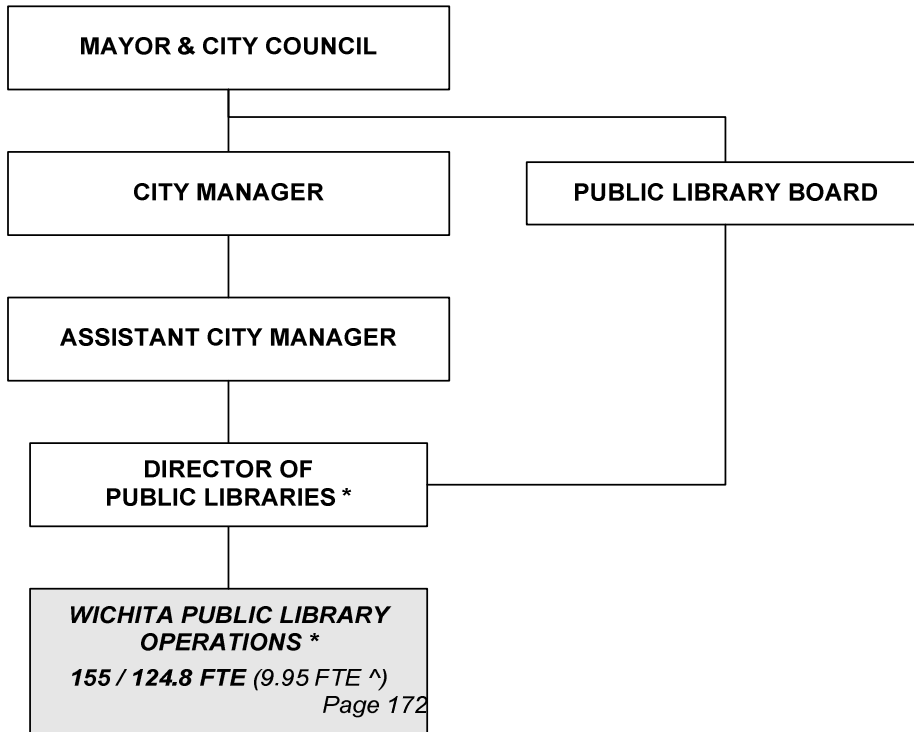 MAYOR & CITY COUNCIL
CITY MANAGER
PUBLIC LIBRARY BOARD
ASSISTANT CITY MANAGER
DIRECTOR OF
PUBLIC LIBRARIES *
WICHITA PUBLIC LIBRARY
OPERATIONS *
155 / 124.8 FTE (9.95 FTE ^)
Page 172